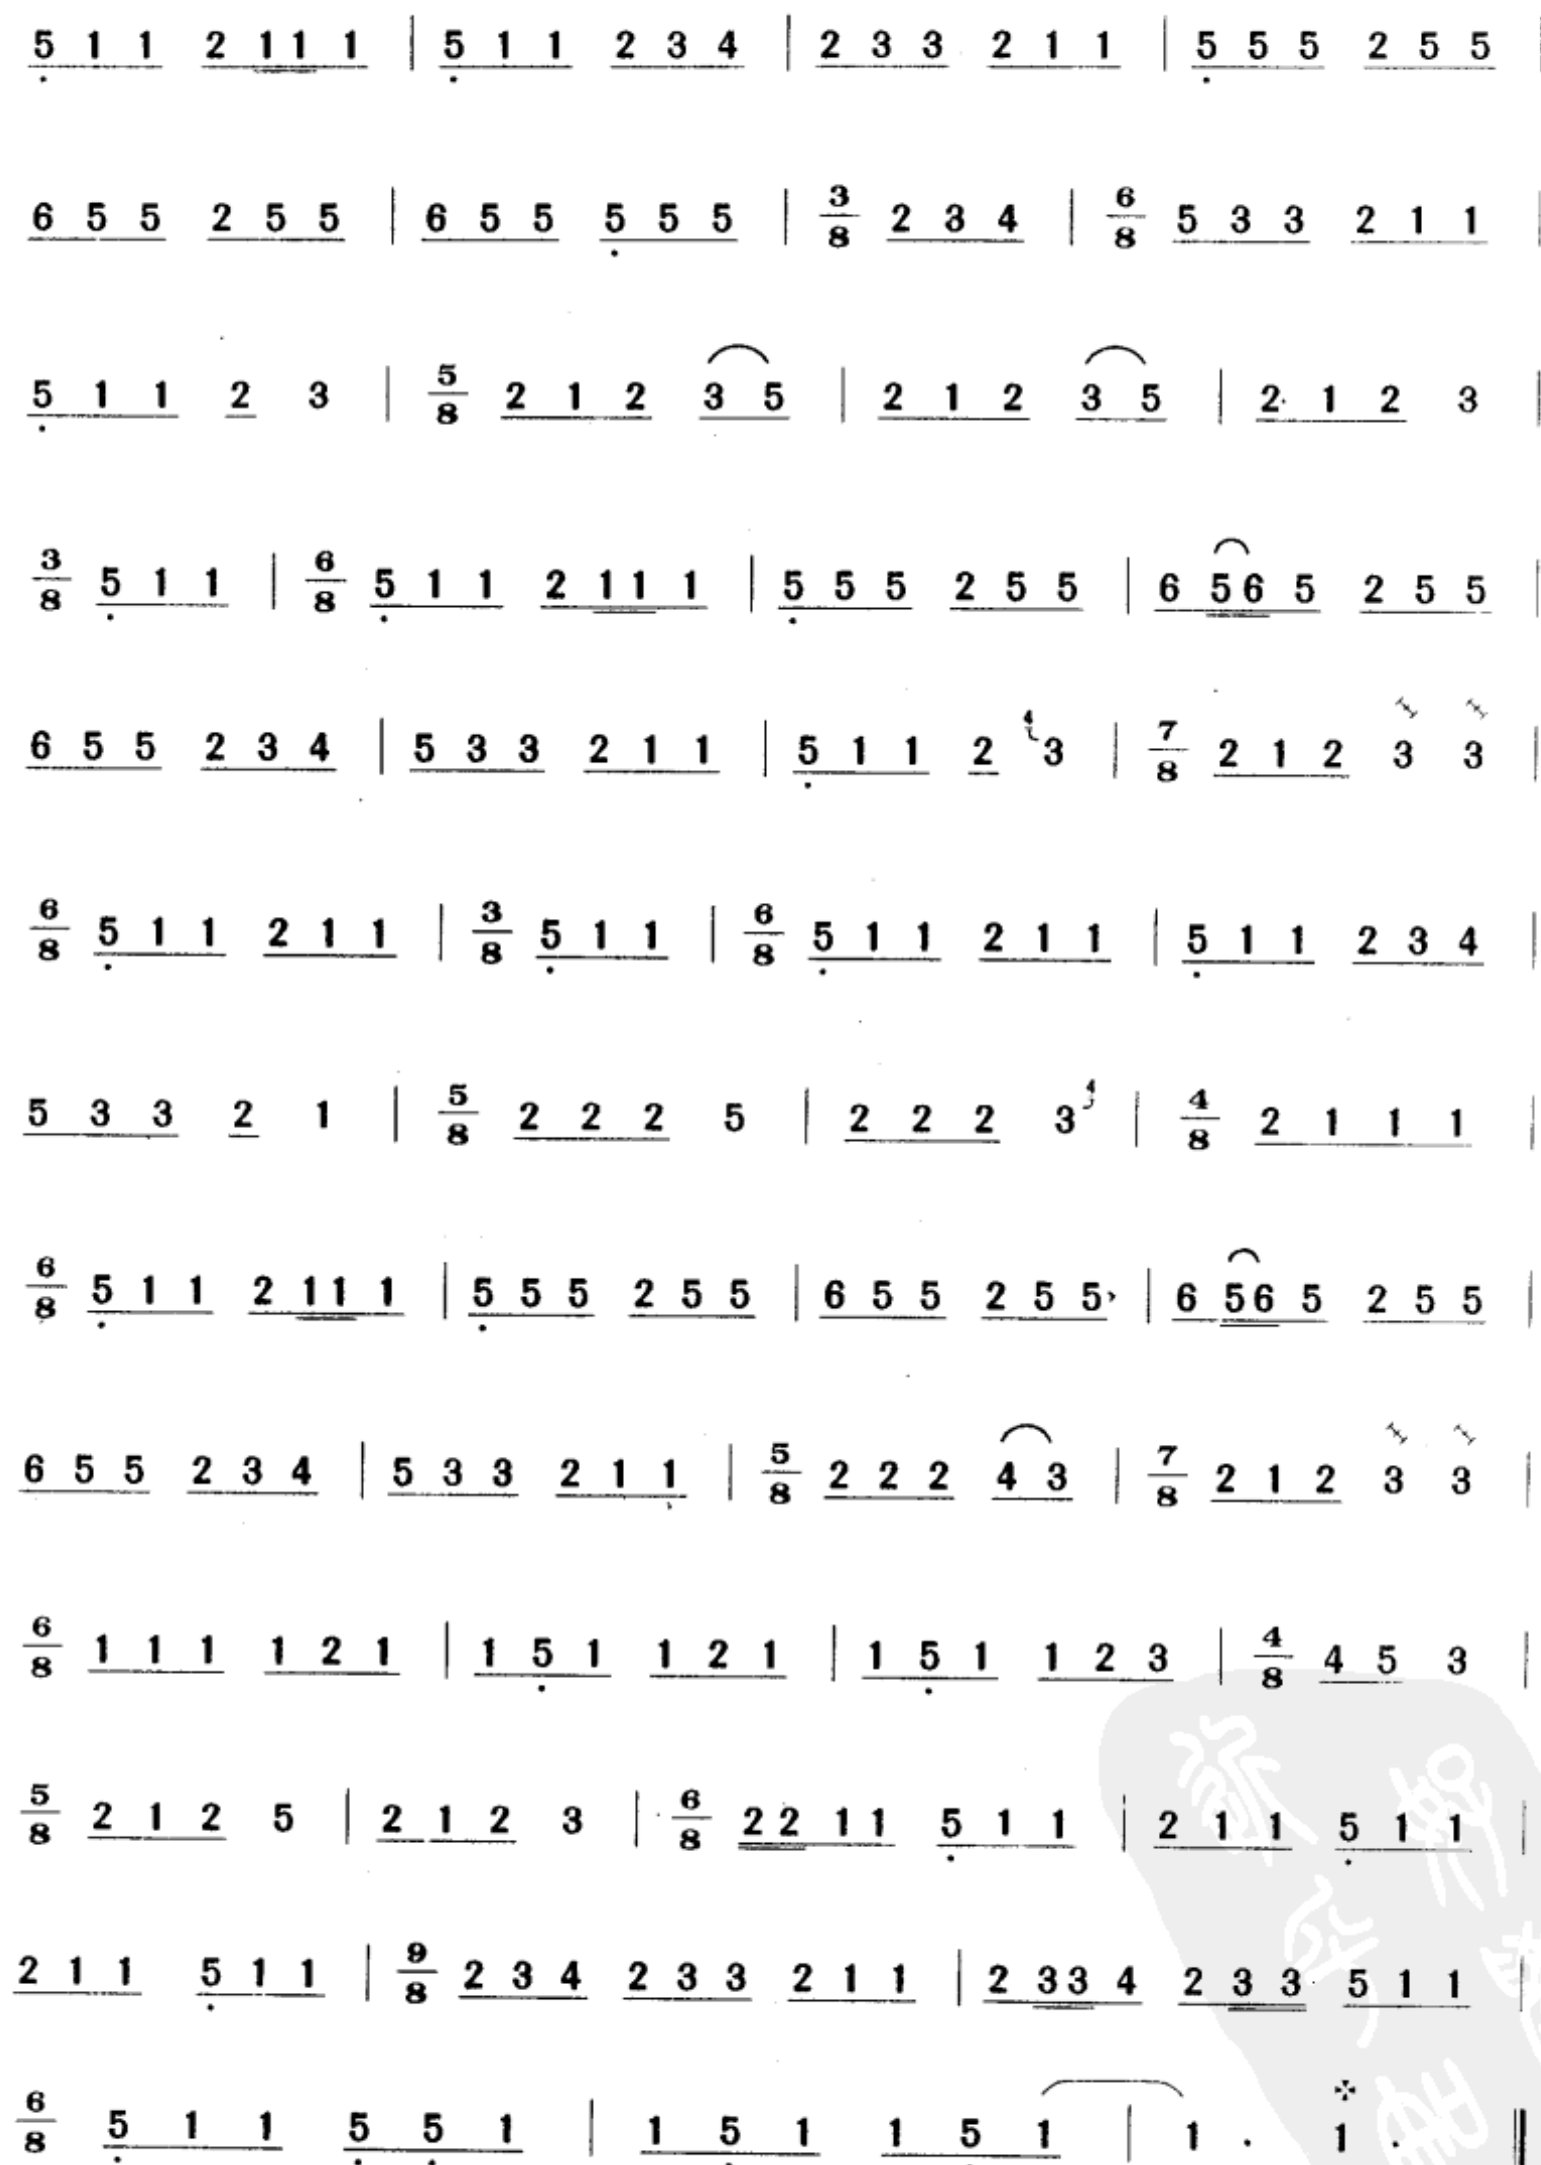 5̣ 1 1 2 11 1 | 5̣ 1 1 2 3 4 | 2 3 3 2 1 1 | 5̣ 5 5 2 5 5 |
6 5 5 2 5 5 | 6 5 5 5̣ 5 5 | 3/8 2 3 4 | 6/8 5 3 3 2 1 1 |
5̣ 1 1 2 3 | 5/8 2 1 2 3 5 | 2 1 2 3 5 | 2 1 2 3 |
3/8 5̣ 1 1 | 6/8 5̣ 1 1 2 11 1 | 5̣ 5 5 2 5 5 | 6 56 5 2 5 5 |
6 5 5 2 3 4 | 5 3 3 2 1 1 | 5̣ 1 1 2 4 3 | 7/8 2 1 2 3 3 |
6/8 5̣ 1 1 2 1 1 | 3/8 5̣ 1 1 | 6/8 5̣ 1 1 2 1 1 | 5̣ 1 1 2 3 4 |
5 3 3 2 1 | 5/8 2 2 2 5 | 2 2 2 3 4 | 4/8 2 1 1 1 |
6/8 5̣ 1 1 2 11 1 | 5̣ 5 5 2 5 5 | 6 5 5 2 5 5 | 6 56 5 2 5 5 |
6 5 5 2 3 4 | 5 3 3 2 1 1 | 5/8 2 2 2 4 3 | 7/8 2 1 2 3 3 |
6/8 1 1 1 1 2 1 | 1 5̣ 1 1 2 1 | 1 5̣ 1 1 2 3 | 4/8 4 5 3 |
5/8 2 1 2 5 | 2 1 2 3 | 6/8 22 1 1 5̣ 1 1 | 2 1 1 5̣ 1 1 |
2 1 1 5̣ 1 1 | 9/8 2 3 4 2 3 3 2 1 1 | 2 33 4 2 3 3 5 1 1 |
6/8 5̣ 1 1 5̣ 5̣ 1 | 1 5̣ 1 1 5̣ 1 | 1 · 1 · ‖